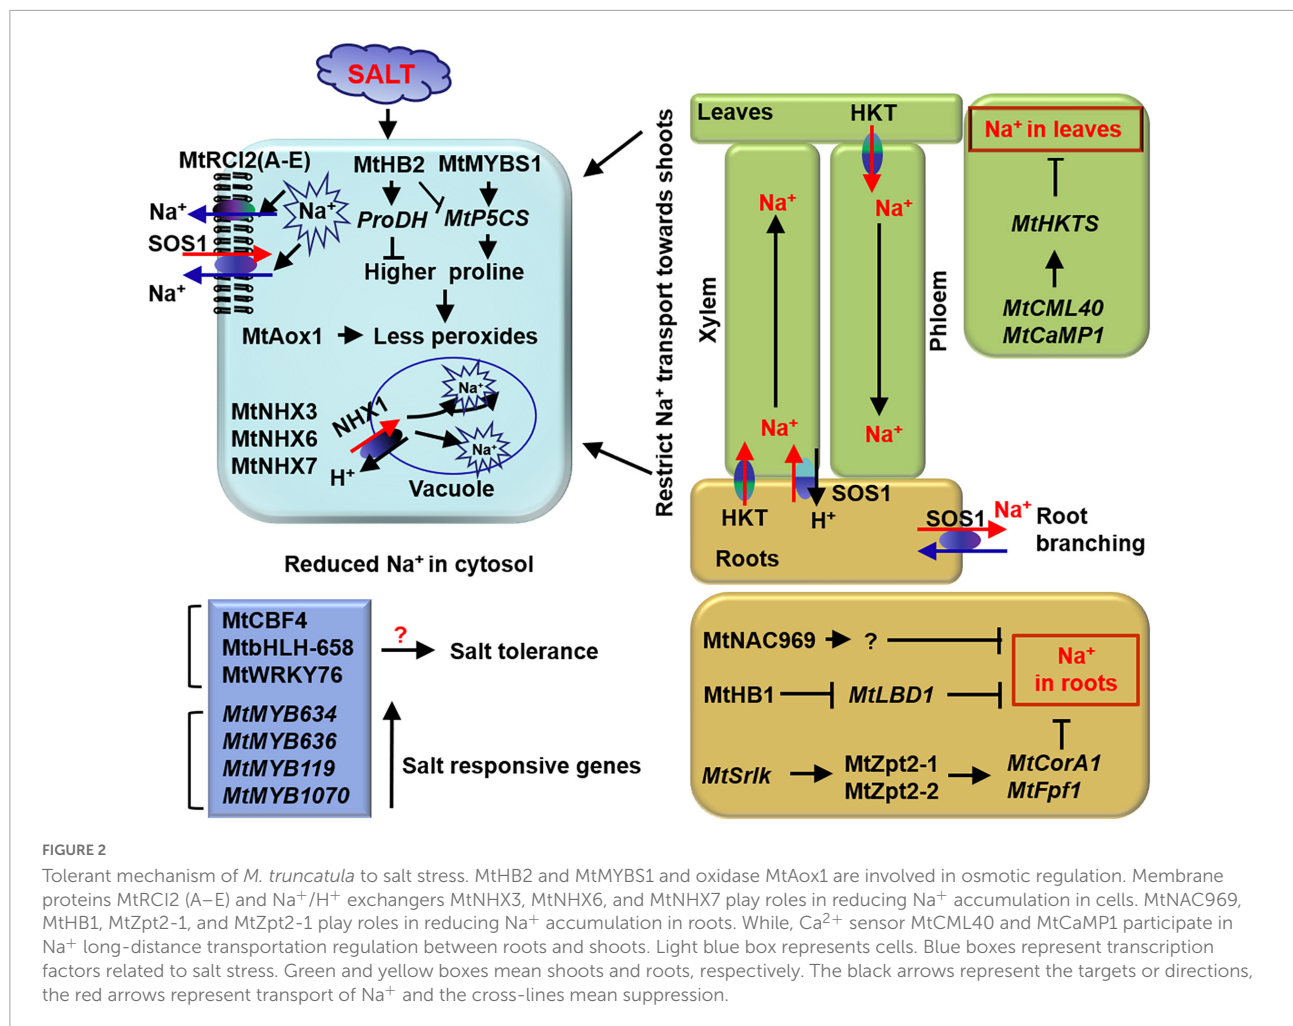 SALT
MtRCI2(A-E)
MtHB2
MtMYBS1
Na⁺
Na⁺
ProDH
MtP5CS
SOS1
Higher proline
Na⁺
MtAox1
Less peroxides
MtNHX3
MtNHX6
MtNHX7
NHX1
H⁺
Na⁺
Na⁺
Vacuole
Reduced Na⁺ in cytosol
Restrict Na⁺ transport towards shoots
Leaves
HKT
Xylem
Na⁺
Na⁺
Phloem
Na⁺
Na⁺
HKT
H⁺
SOS1
Roots
SOS1
Na⁺
Root
branching
Na⁺ in leaves
MtHKTS
MtCML40
MtCaMP1
MtCBF4
MtbHLH-658
MtWRKY76
?
Salt tolerance
MtMYB634
MtMYB636
MtMYB119
MtMYB1070
Salt responsive genes
MtNAC969
?
Na⁺
in roots
MtHB1
MtLBD1
MtSrlk
MtZpt2-1
MtZpt2-2
MtCorA1
MtFpf1
FIGURE 2
Tolerant mechanism of M. truncatula to salt stress. MtHB2 and MtMYBS1 and oxidase MtAox1 are involved in osmotic regulation. Membrane
proteins MtRCI2 (A–E) and Na⁺/H⁺ exchangers MtNHX3, MtNHX6, and MtNHX7 play roles in reducing Na⁺ accumulation in cells. MtNAC969,
MtHB1, MtZpt2-1, and MtZpt2-1 play roles in reducing Na⁺ accumulation in roots. While, Ca²⁺ sensor MtCML40 and MtCaMP1 participate in
Na⁺ long-distance transportation regulation between roots and shoots. Light blue box represents cells. Blue boxes represent transcription
factors related to salt stress. Green and yellow boxes mean shoots and roots, respectively. The black arrows represent the targets or directions,
the red arrows represent transport of Na⁺ and the cross-lines mean suppression.